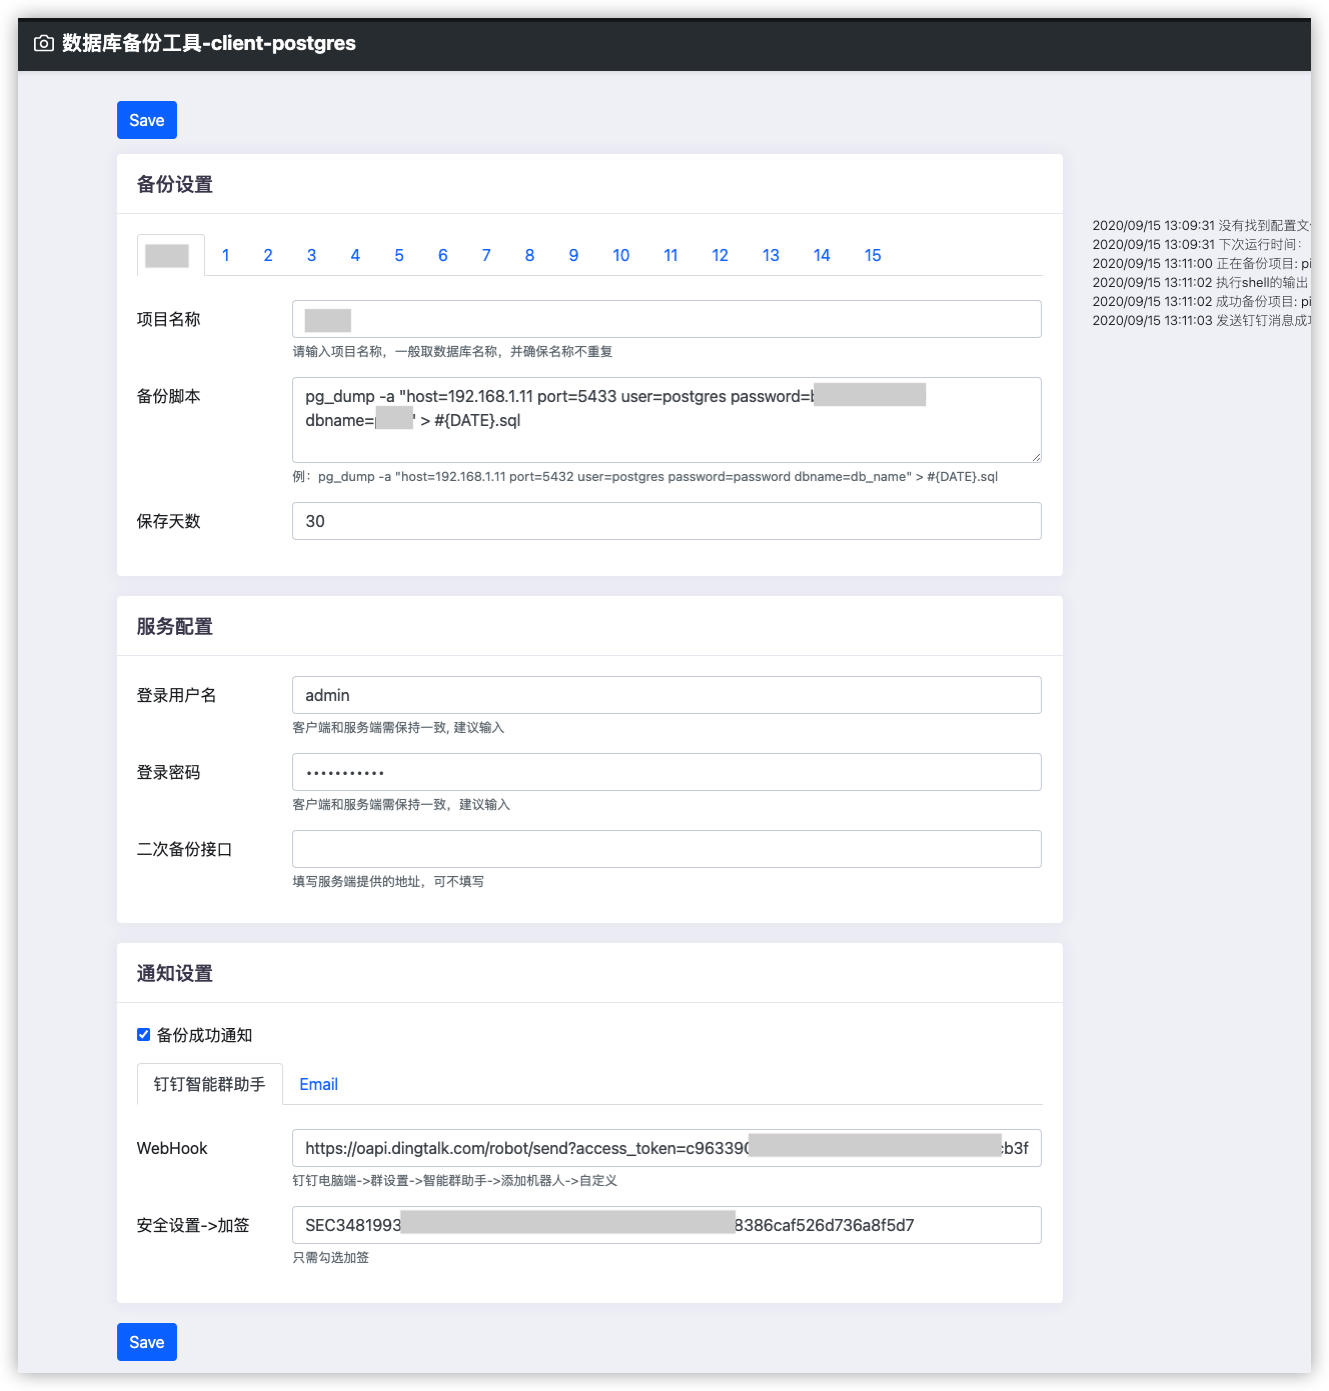 数据库备份工具-client-postgres
Save
备份设置
1 2 3 4 5 6 7 8 9 10 11 12 13 14 15
项目名称
请输入项目名称，一般取数据库名称，并确保名称不重复
备份脚本
pg_dump -a "host=192.168.1.11 port=5433 user=postgres password=
dbname= " > #{DATE}.sql
例：pg_dump -a "host=192.168.1.11 port=5432 user=postgres password=password dbname=db_name" > #{DATE}.sql
保存天数
30
服务配置
登录用户名
admin
客户端和服务端需保持一致, 建议输入
登录密码
•••••••••••
客户端和服务端需保持一致，建议输入
二次备份接口
填写服务端提供的地址，可不填写
通知设置
备份成功通知
钉钉智能群助手 Email
WebHook
https://oapi.dingtalk.com/robot/send?access_token=c963390 cb3f
钉钉电脑端->群设置->智能群助手->添加机器人->自定义
安全设置->加签
SEC3481993 8386caf526d736a8f5d7
只需勾选加签
Save
2020/09/15 13:09:31 没有找到配置文
2020/09/15 13:09:31 下次运行时间:
2020/09/15 13:11:00 正在备份项目: pi
2020/09/15 13:11:02 执行shell的输出
2020/09/15 13:11:02 成功备份项目: pi
2020/09/15 13:11:03 发送钉钉消息成